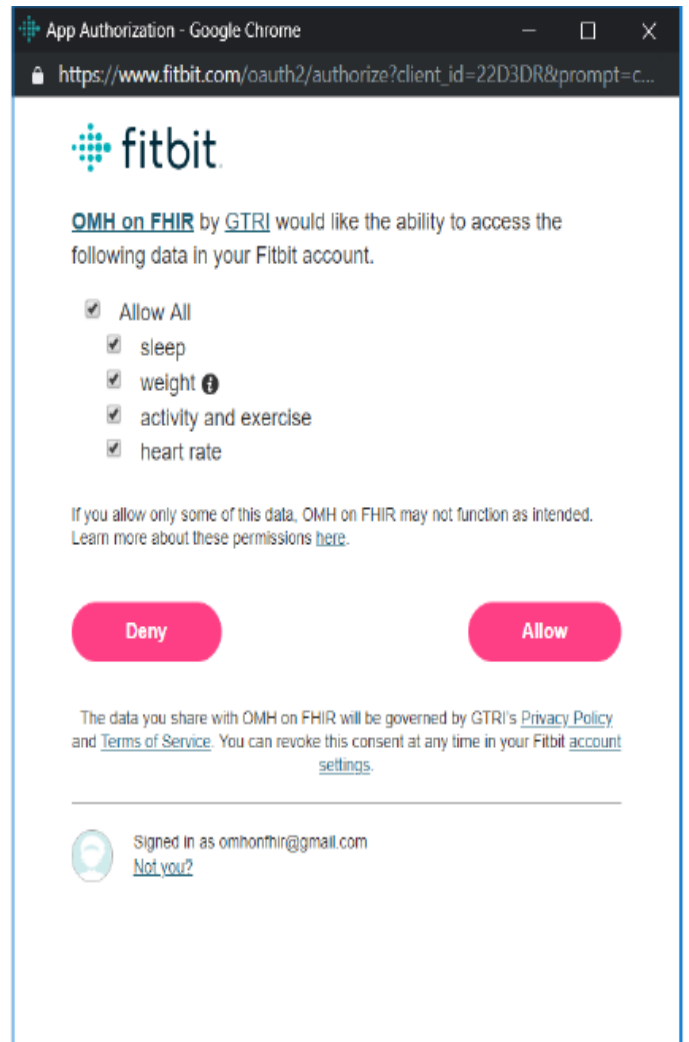 App Authorization - Google Chrome
https://www.fitbit.com/oauth2/authorize?client_id=22D3DR&prompt=c...
fitbit
OMH on FHIR by GTRI would like the ability to access the
following data in your Fitbit account.
Allow All
sleep
weight
activity and exercise
heart rate
If you allow only some of this data, OMH on FHIR may not function as intended.
Learn more about these permissions here.
Deny
Allow
The data you share with OMH on FHIR will be governed by GTRI's Privacy Policy
and Terms of Service. You can revoke this consent at any time in your Fitbit account
settings.
Signed in as omhonfhir@gmail.com
Not you?